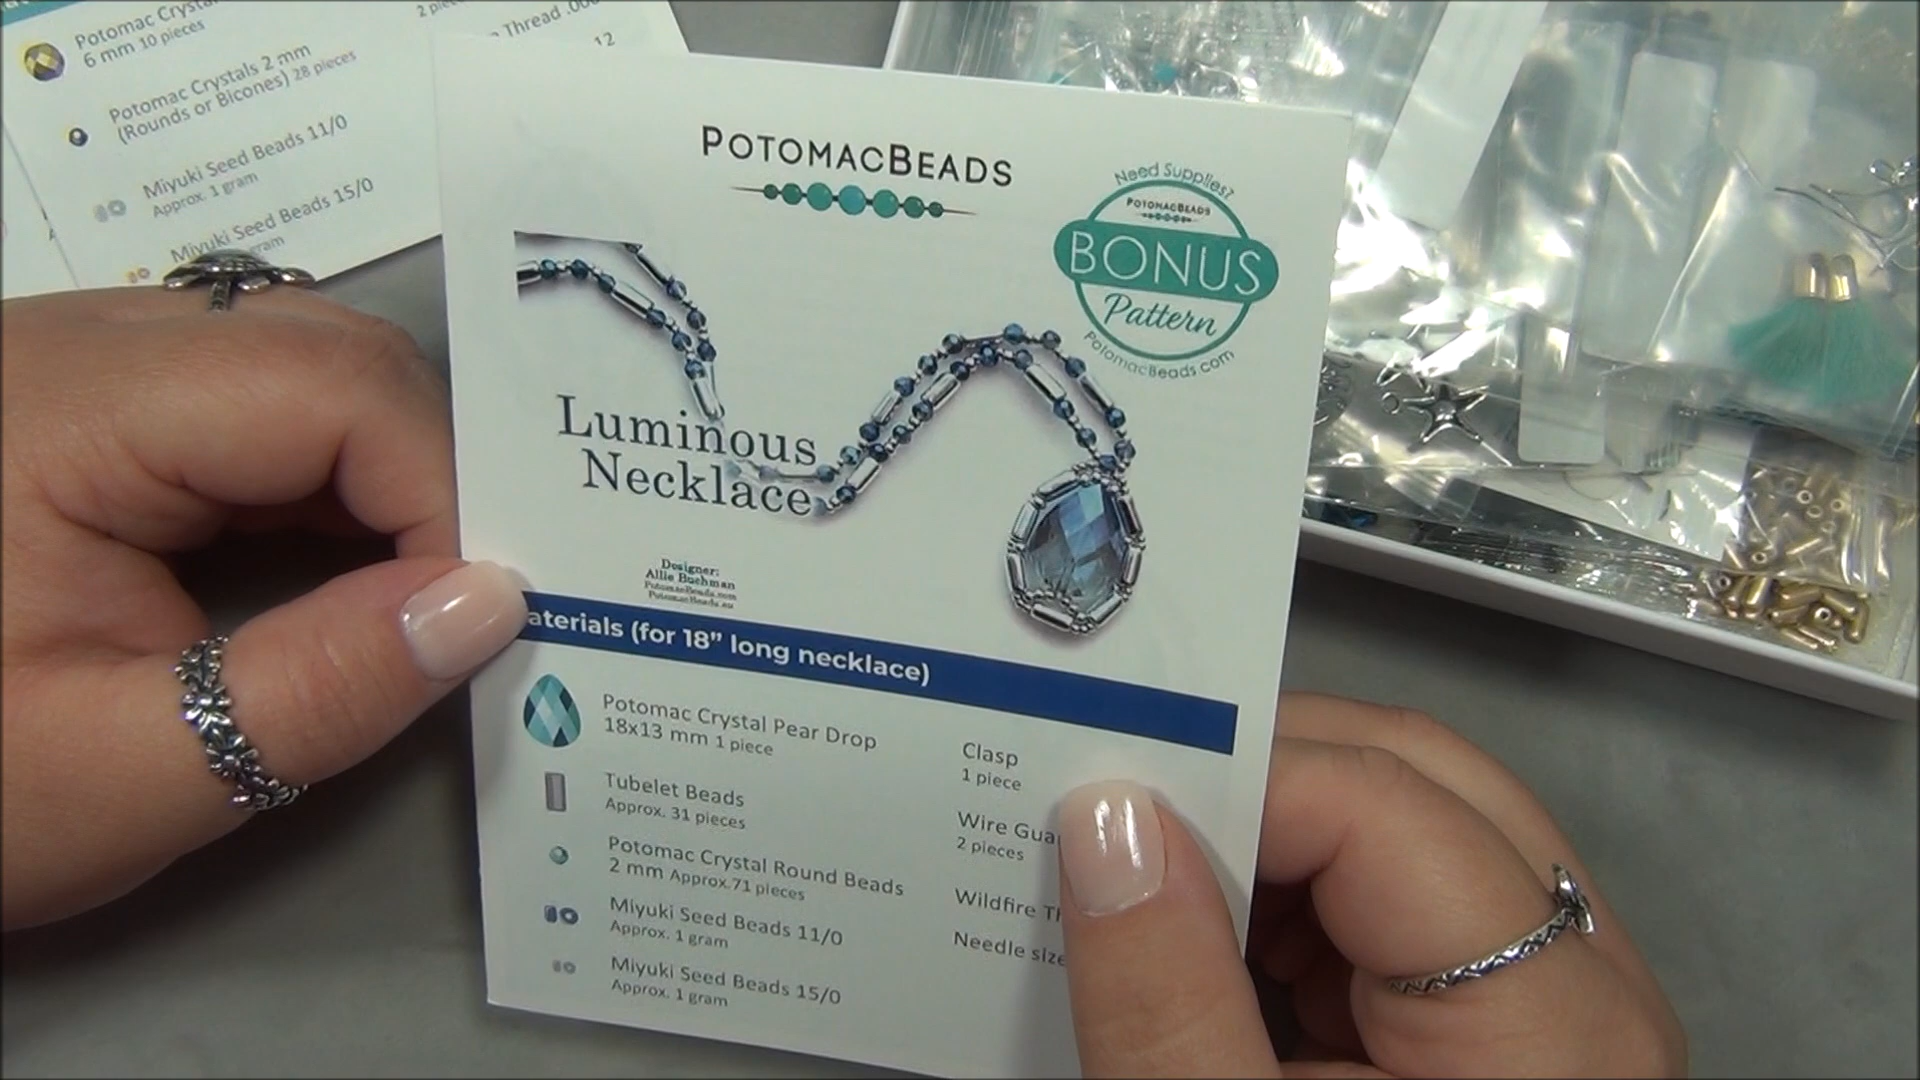 Potomac Crysta
6 mm 10 pieces
Potomac Crystals 2 mm
(Rounds or Bicones) 28 pieces
Miyuki Seed Beads 11/0
Approx. 1 gram
Miyuki Seed Beads 15/0
gram
Thread .00
12
POTOMACBEADS
Need Supplies?
POTOMACBEADS
BONUS
Pattern
PotomacBeads.com
Luminous
Necklace
Designer:
Allie Buchman
PotomacBeads.com
PotomacBeads.eu
aterials (for 18" long necklace)
Potomac Crystal Pear Drop
18x13 mm 1 piece
Tubelet Beads
Approx. 31 pieces
Potomac Crystal Round Beads
2 mm Approx.71 pieces
Miyuki Seed Beads 11/0
Approx. 1 gram
Miyuki Seed Beads 15/0
Approx. 1 gram
Clasp
1 piece
Wire Gua
2 pieces
Wildfire Th
Needle size